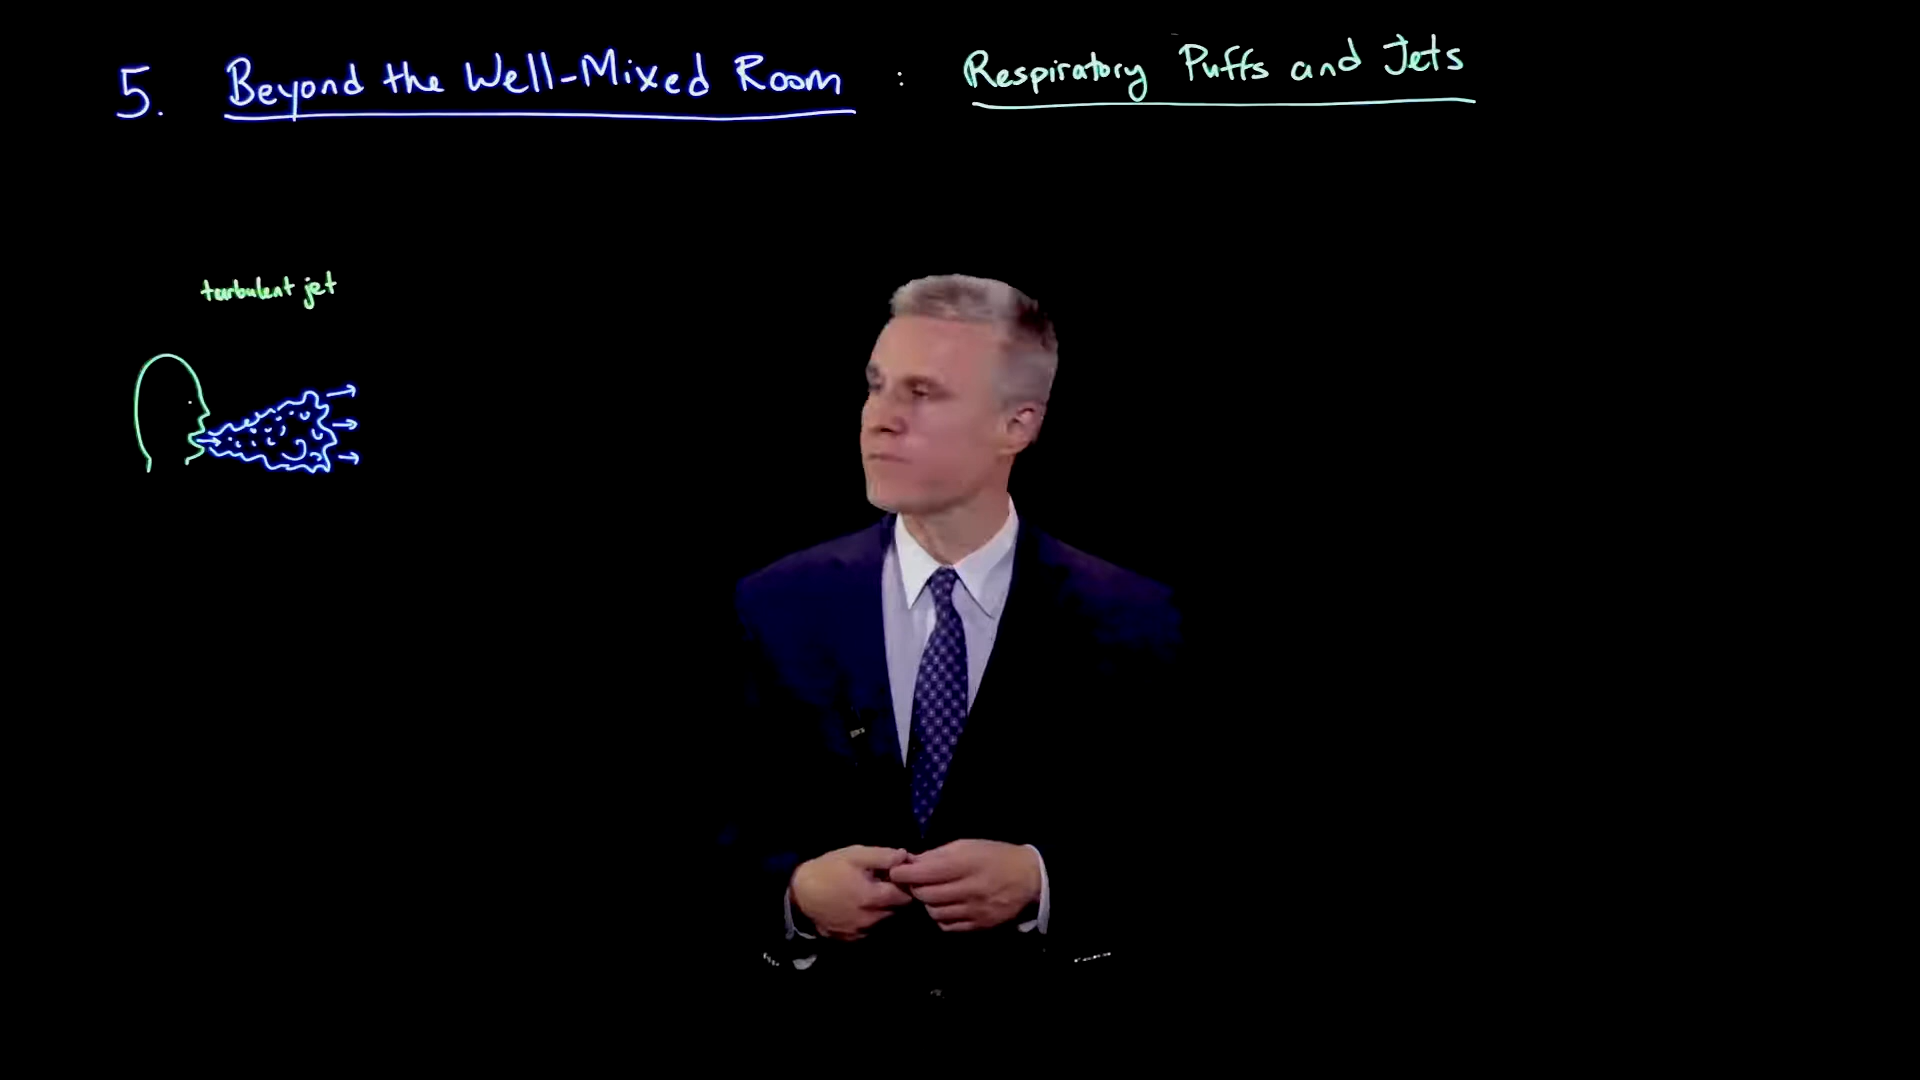 5. Beyond the Well-Mixed Room : Respiratory Puffs and Jets
turbulent jet